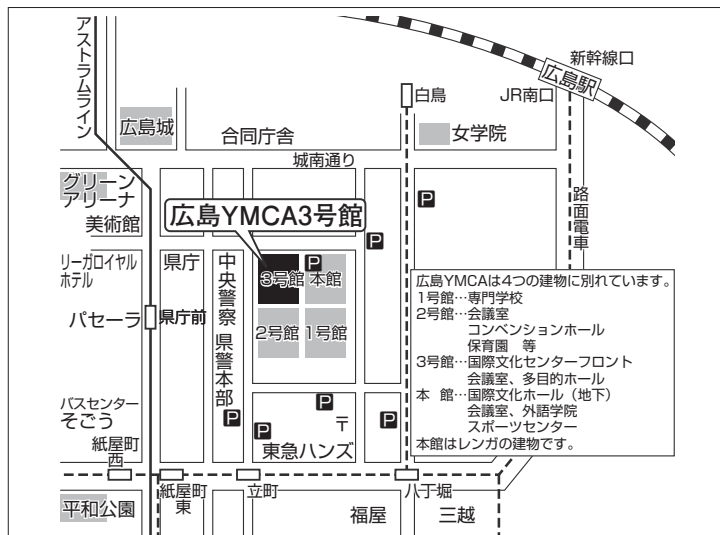 アストラムライン
新幹線口
広島駅
JR南口
白鳥
広島城
合同庁舎
女学院
城南通り
グリーン
アリーナ
美術館
路面電車
広島YMCA3号館
リーガロイヤル
ホテル
県庁
中央警察
県警本部
3号館
本館
2号館
1号館
パセーラ
県庁前
広島YMCAは4つの建物に別れています。
1号館…専門学校
2号館…会議室
コンベンションホール
保育園 等
3号館…国際文化センターフロント
会議室、多目的ホール
本 館…国際文化ホール（地下）
会議室、外語学院
スポーツセンター
本館はレンガの建物です。
P
P
P
P
P
P
P
〒
バスセンター
そごう
紙屋町
西
東急ハンズ
紙屋町
東
立町
八丁堀
平和公園
福屋
三越